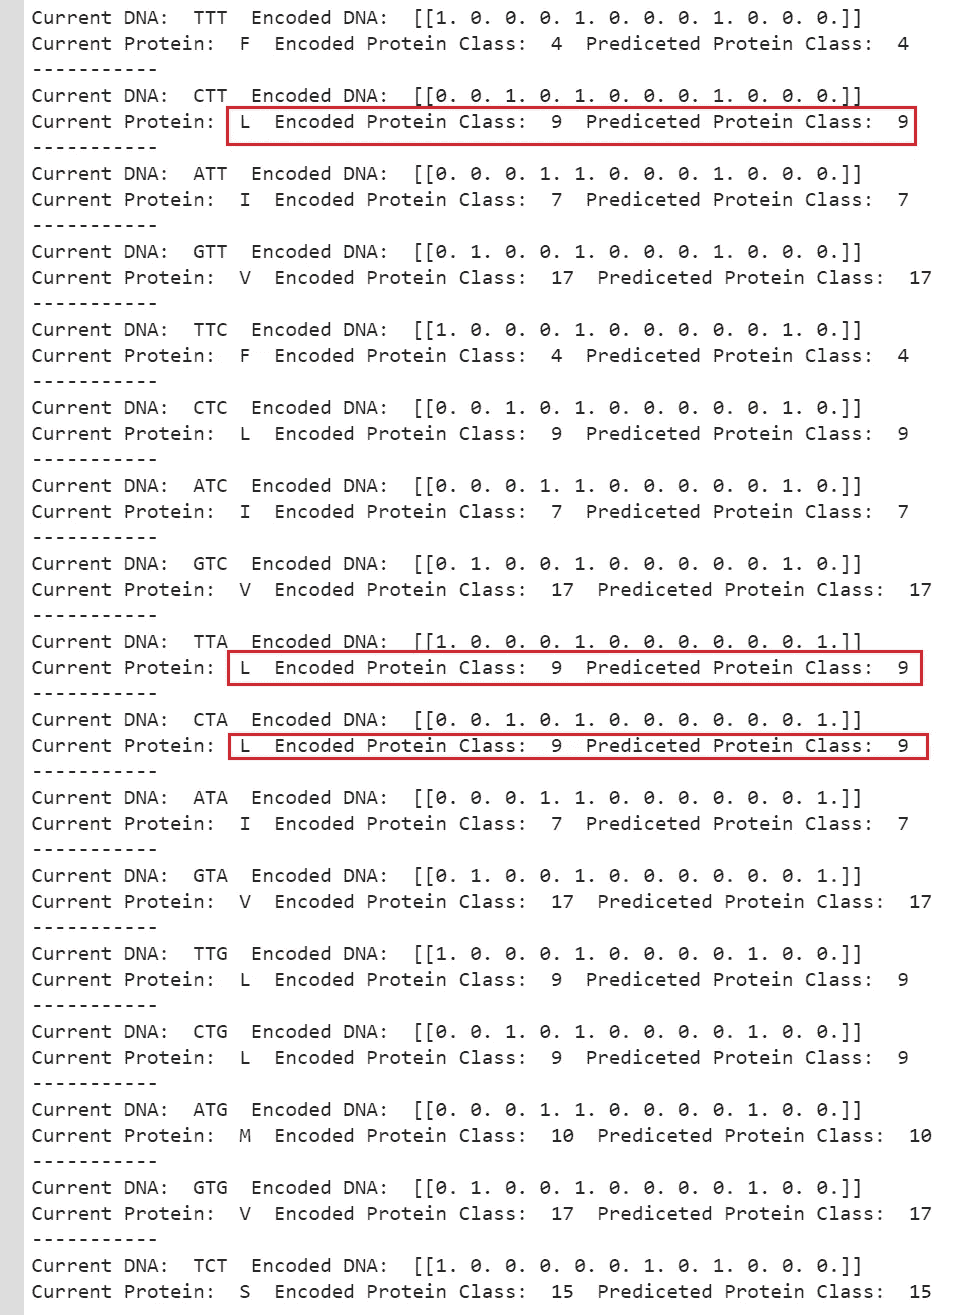 Current DNA:  TTT  Encoded DNA:  [[1. 0. 0. 0. 1. 0. 0. 0. 1. 0. 0. 0.]]
Current Protein:  F  Encoded Protein Class:  4  Prediceted Protein Class:  4
-----------
Current DNA:  CTT  Encoded DNA:  [[0. 0. 1. 0. 1. 0. 0. 0. 1. 0. 0. 0.]]
Current Protein:  L  Encoded Protein Class:  9  Prediceted Protein Class:  9
-----------
Current DNA:  ATT  Encoded DNA:  [[0. 0. 0. 1. 1. 0. 0. 0. 1. 0. 0. 0.]]
Current Protein:  I  Encoded Protein Class:  7  Prediceted Protein Class:  7
-----------
Current DNA:  GTT  Encoded DNA:  [[0. 1. 0. 0. 1. 0. 0. 0. 1. 0. 0. 0.]]
Current Protein:  V  Encoded Protein Class:  17  Prediceted Protein Class:  17
-----------
Current DNA:  TTC  Encoded DNA:  [[1. 0. 0. 0. 1. 0. 0. 0. 0. 0. 1. 0.]]
Current Protein:  F  Encoded Protein Class:  4  Prediceted Protein Class:  4
-----------
Current DNA:  CTC  Encoded DNA:  [[0. 0. 1. 0. 1. 0. 0. 0. 0. 0. 1. 0.]]
Current Protein:  L  Encoded Protein Class:  9  Prediceted Protein Class:  9
-----------
Current DNA:  ATC  Encoded DNA:  [[0. 0. 0. 1. 1. 0. 0. 0. 0. 0. 1. 0.]]
Current Protein:  I  Encoded Protein Class:  7  Prediceted Protein Class:  7
-----------
Current DNA:  GTC  Encoded DNA:  [[0. 1. 0. 0. 1. 0. 0. 0. 0. 0. 1. 0.]]
Current Protein:  V  Encoded Protein Class:  17  Prediceted Protein Class:  17
-----------
Current DNA:  TTA  Encoded DNA:  [[1. 0. 0. 0. 1. 0. 0. 0. 0. 0. 0. 1.]]
Current Protein:  L  Encoded Protein Class:  9  Prediceted Protein Class:  9
-----------
Current DNA:  CTA  Encoded DNA:  [[0. 0. 1. 0. 1. 0. 0. 0. 0. 0. 0. 1.]]
Current Protein:  L  Encoded Protein Class:  9  Prediceted Protein Class:  9
-----------
Current DNA:  ATA  Encoded DNA:  [[0. 0. 0. 1. 1. 0. 0. 0. 0. 0. 0. 1.]]
Current Protein:  I  Encoded Protein Class:  7  Prediceted Protein Class:  7
-----------
Current DNA:  GTA  Encoded DNA:  [[0. 1. 0. 0. 1. 0. 0. 0. 0. 0. 0. 1.]]
Current Protein:  V  Encoded Protein Class:  17  Prediceted Protein Class:  17
-----------
Current DNA:  TTG  Encoded DNA:  [[1. 0. 0. 0. 1. 0. 0. 0. 0. 1. 0. 0.]]
Current Protein:  L  Encoded Protein Class:  9  Prediceted Protein Class:  9
-----------
Current DNA:  CTG  Encoded DNA:  [[0. 0. 1. 0. 1. 0. 0. 0. 0. 1. 0. 0.]]
Current Protein:  L  Encoded Protein Class:  9  Prediceted Protein Class:  9
-----------
Current DNA:  ATG  Encoded DNA:  [[0. 0. 0. 1. 1. 0. 0. 0. 0. 1. 0. 0.]]
Current Protein:  M  Encoded Protein Class:  10  Prediceted Protein Class:  10
-----------
Current DNA:  GTG  Encoded DNA:  [[0. 1. 0. 0. 1. 0. 0. 0. 0. 1. 0. 0.]]
Current Protein:  V  Encoded Protein Class:  17  Prediceted Protein Class:  17
-----------
Current DNA:  TCT  Encoded DNA:  [[1. 0. 0. 0. 0. 0. 1. 0. 1. 0. 0. 0.]]
Current Protein:  S  Encoded Protein Class:  15  Prediceted Protein Class:  15